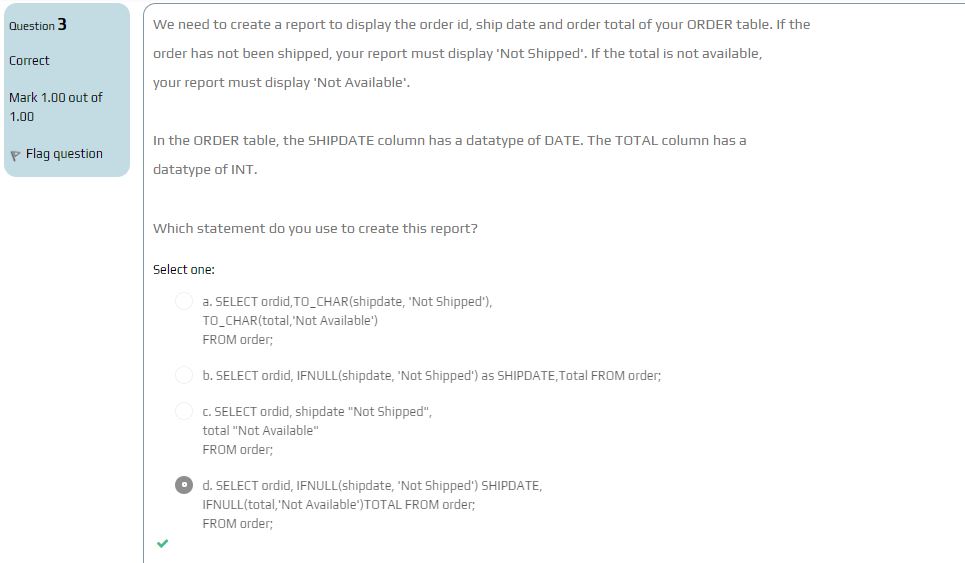 Question 3
Correct
Mark 1.00 out of
1.00
Flag question
We need to create a report to display the order id, ship date and order total of your ORDER table. If the
order has not been shipped, your report must display 'Not Shipped'. If the total is not available,
your report must display 'Not Available'.
In the ORDER table, the SHIPDATE column has a datatype of DATE. The TOTAL column has a
datatype of INT.
Which statement do you use to create this report?
Select one:
a. SELECT ordid,TO_CHAR(shipdate, 'Not Shipped'),
TO_CHAR(total,'Not Available')
FROM order;
b. SELECT ordid, IFNULL(shipdate, 'Not Shipped') as SHIPDATE,Total FROM order;
c. SELECT ordid, shipdate "Not Shipped",
total "Not Available"
FROM order;
d. SELECT ordid, IFNULL(shipdate, 'Not Shipped') SHIPDATE,
IFNULL(total,'Not Available')TOTAL FROM order;
FROM order;